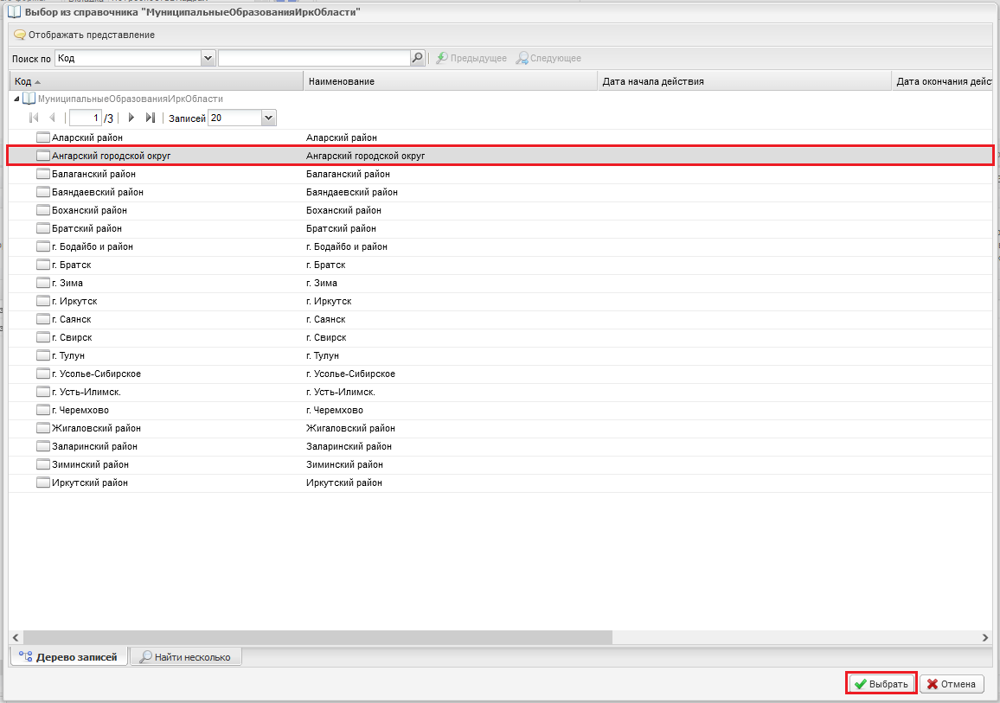 Выбор из справочника "МуниципальныеОбразованияИркОбласти"
Отображать представление
Поиск по Код Предыдущее Следующее
Код Наименование Дата начала действия Дата окончания дейст
МуниципальныеОбразованияИркОбласти
1 /3 Записей 20
Аларский район Аларский район
Ангарский городской округ Ангарский городской округ
Балаганский район Балаганский район
Баяндаевский район Баяндаевский район
Боханский район Боханский район
Братский район Братский район
г. Бодайбо и район г. Бодайбо и район
г. Братск г. Братск
г. Зима г. Зима
г. Иркутск г. Иркутск
г. Саянск г. Саянск
г. Свирск г. Свирск
г. Тулун г. Тулун
г. Усолье-Сибирское г. Усолье-Сибирское
г. Усть-Илимск. г. Усть-Илимск.
г. Черемхово г. Черемхово
Жигаловский район Жигаловский район
Заларинский район Заларинский район
Зиминский район Зиминский район
Иркутский район Иркутский район
Дерево записей Найти несколько
Выбрать Отмена